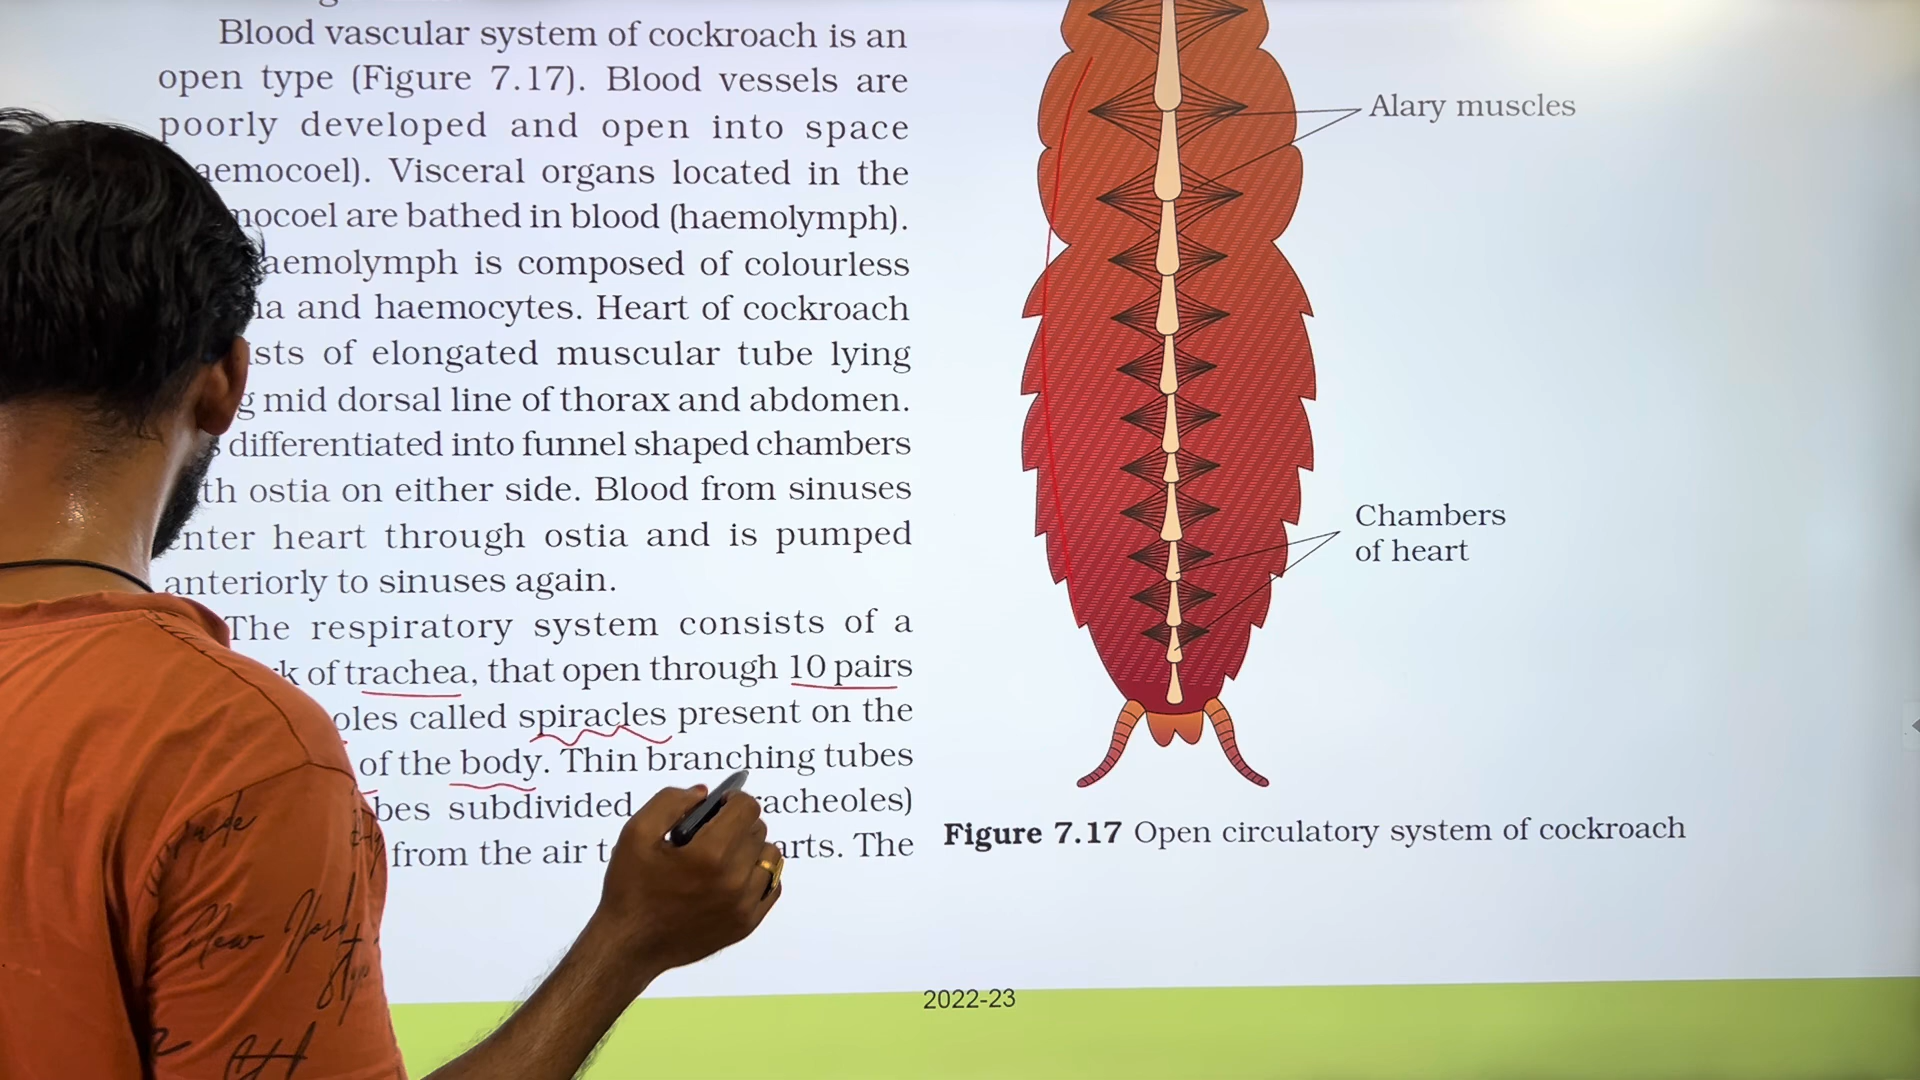 Blood vascular system of cockroach is an
open type (Figure 7.17). Blood vessels are
poorly developed and open into space
aemocoel). Visceral organs located in the
nocoel are bathed in blood (haemolymph).
aemolymph is composed of colourless
na and haemocytes. Heart of cockroach
ists of elongated muscular tube lying
g mid dorsal line of thorax and abdomen.
s differentiated into funnel shaped chambers
th ostia on either side. Blood from sinuses
enter heart through ostia and is pumped
anteriorly to sinuses again.
The respiratory system consists of a
k of trachea, that open through 10 pairs
oles called spiracles present on the
of the body. Thin branching tubes
bes subdivided acheoles)
from the air t arts. The
Alary muscles
Chambers
of heart
Figure 7.17 Open circulatory system of cockroach
2022-23
New York